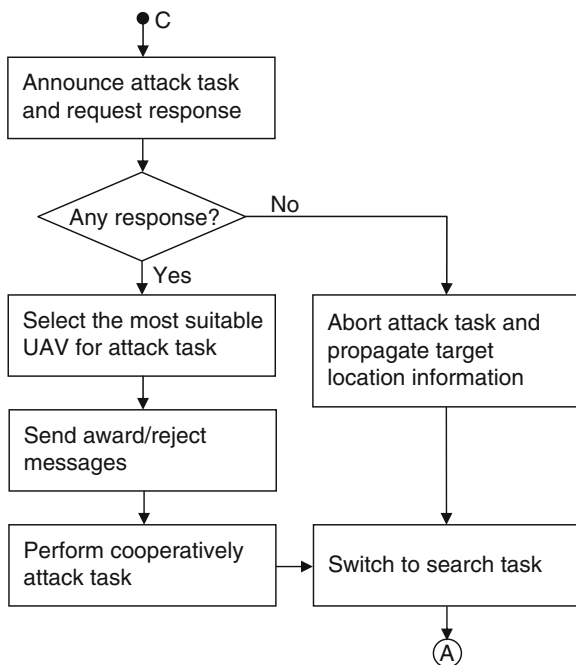 C
Announce attack task
and request response
Any response?
No
Yes
Select the most suitable
UAV for attack task
Abort attack task and
propagate target
location information
Send award/reject
messages
Perform cooperatively
attack task
Switch to search task
A